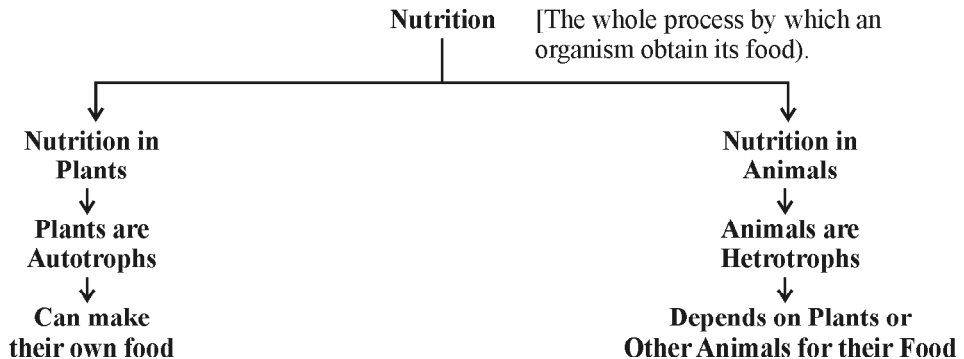 Nutrition [The whole process by which an
organism obtain its food).
Nutrition in
Plants
Nutrition in
Animals
Plants are
Autotrophs
Animals are
Hetrotrophs
Can make
their own food
Depends on Plants or
Other Animals for their Food